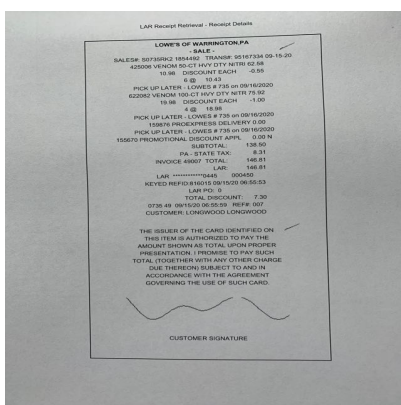 LAR Receipt Retrieval - Receipt Details
LOWE'S OF WARRINGTON,PA
- SALE -
SALES#: S0735RK2 1884492 TRANS#: 95167334 09-15-20
425006 VENOM 50-CT HVY DTY NITRI 62.58
10.98 DISCOUNT EACH -0.55
6 @ 10.43
PICK UP LATER - LOWES # 735 on 09/16/2020
622082 VENOM 100-CT HVY DTY NITR 75.92
19.98 DISCOUNT EACH -1.00
4 @ 18.98
PICK UP LATER - LOWES # 735 on 09/16/2020
159876 PROEXPRESS DELIVERY 0.00
PICK UP LATER - LOWES # 735 on 09/16/2020
155670 PROMOTIONAL DISCOUNT APPL 0.00 N
SUBTOTAL: 138.50
PA - STATE TAX: 8.31
INVOICE 49007 TOTAL: 146.81
LAR: 146.81
LAR ************0445 000450
KEYED REFID:816015 09/15/20 06:55:53
LAR PO: 0
TOTAL DISCOUNT: 7.30
0735 49 09/15/20 06:55:59 REF#: 007
CUSTOMER: LONGWOOD LONGWOOD
THE ISSUER OF THE CARD IDENTIFIED ON
THIS ITEM IS AUTHORIZED TO PAY THE
AMOUNT SHOWN AS TOTAL UPON PROPER
PRESENTATION. I PROMISE TO PAY SUCH
TOTAL (TOGETHER WITH ANY OTHER CHARGE
DUE THEREON) SUBJECT TO AND IN
ACCORDANCE WITH THE AGREEMENT
GOVERNING THE USE OF SUCH CARD.
CUSTOMER SIGNATURE